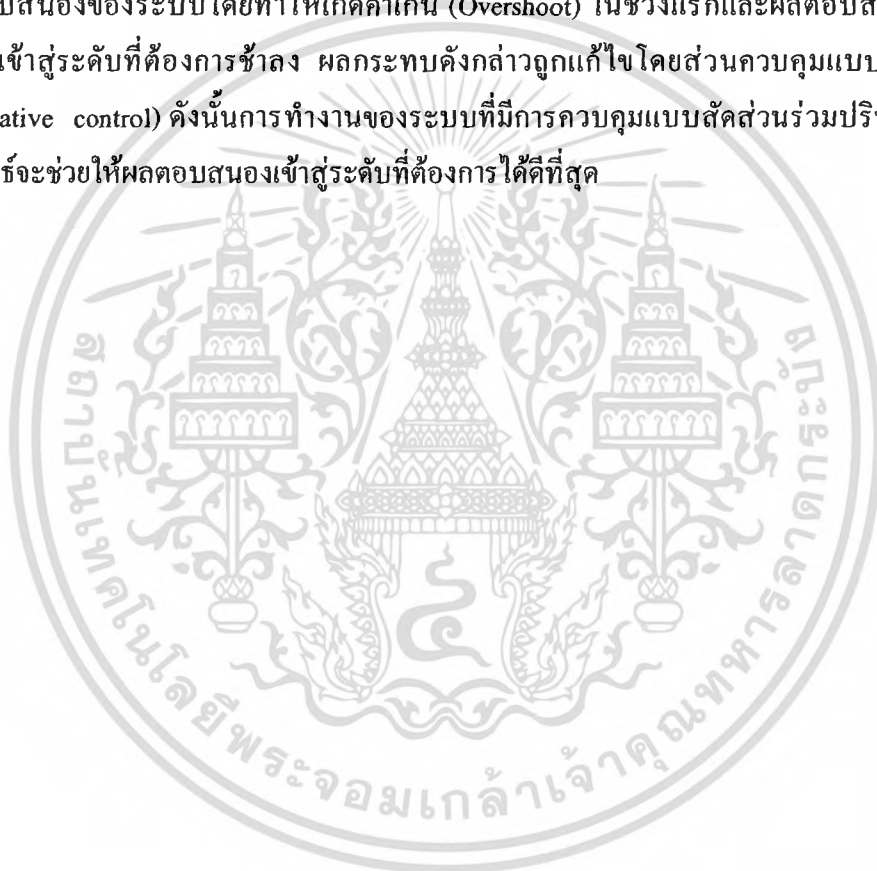 บสนองของระบบโดยทำให้เกิดค่าเกิน (Overshoot) ในช่วงแรกและผลตอบส
เข้าสู่ระดับที่ต้องการช้าลง ผลกระทบดังกล่าวถูกแก้ไขโดยส่วนควบคุมแบบ
ative control) ดังนั้นการทำงานของระบบที่มีการควบคุมแบบสัดส่วนร่วมปริ
ธ์จะช่วยให้ผลตอบสนองเข้าสู่ระดับที่ต้องการได้ดีที่สุด
สถาบันเทคโนโลยีพระจอมเกล้าเจ้าคุณทหารลาดกระบัง